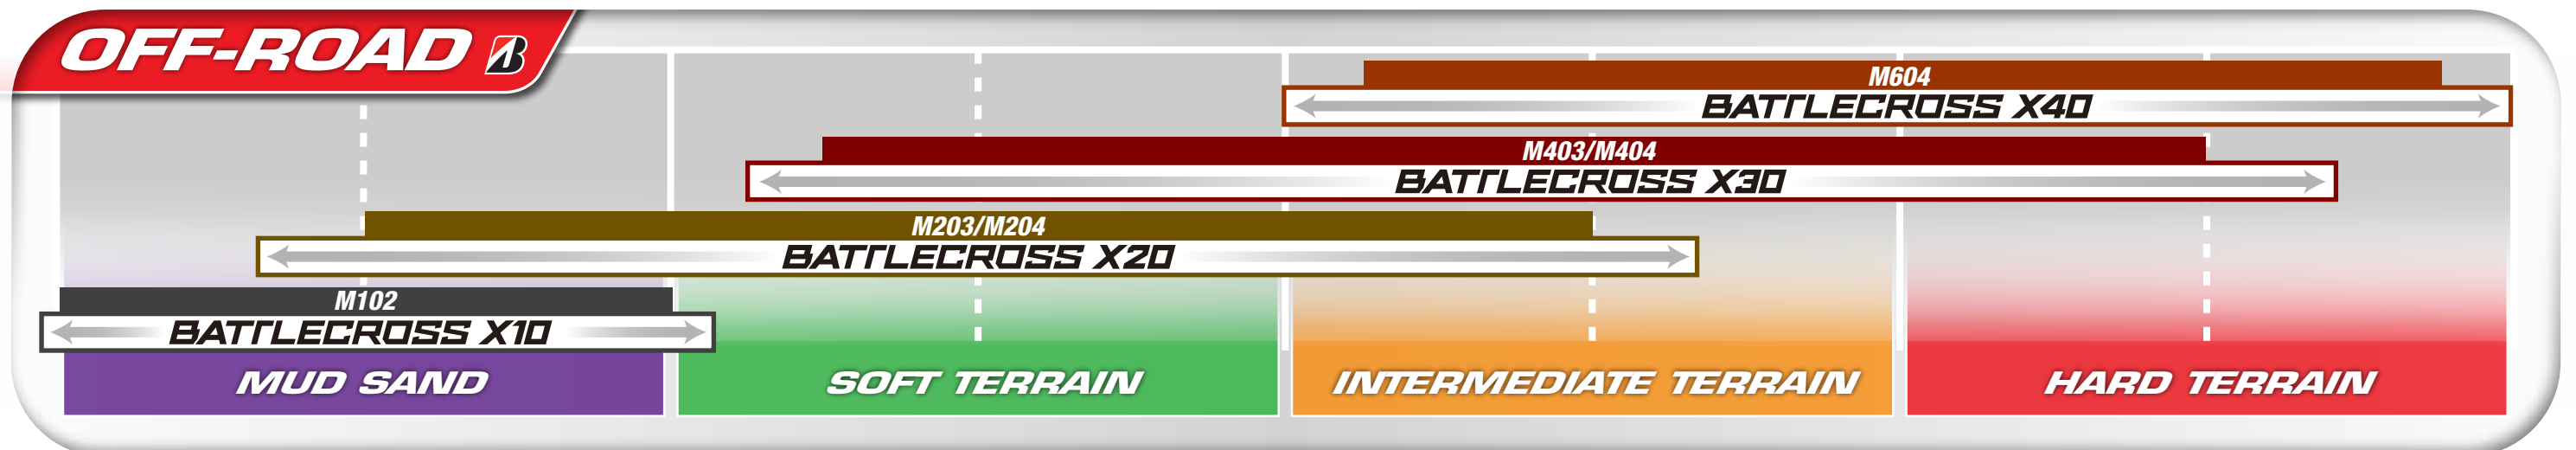 OFF-ROAD
M604
BATTLECROSS X40
M403/M404
BATTLECROSS X30
M203/M204
BATTLECROSS X20
M102
BATTLECROSS X10
MUD SAND
SOFT TERRAIN
INTERMEDIATE TERRAIN
HARD TERRAIN